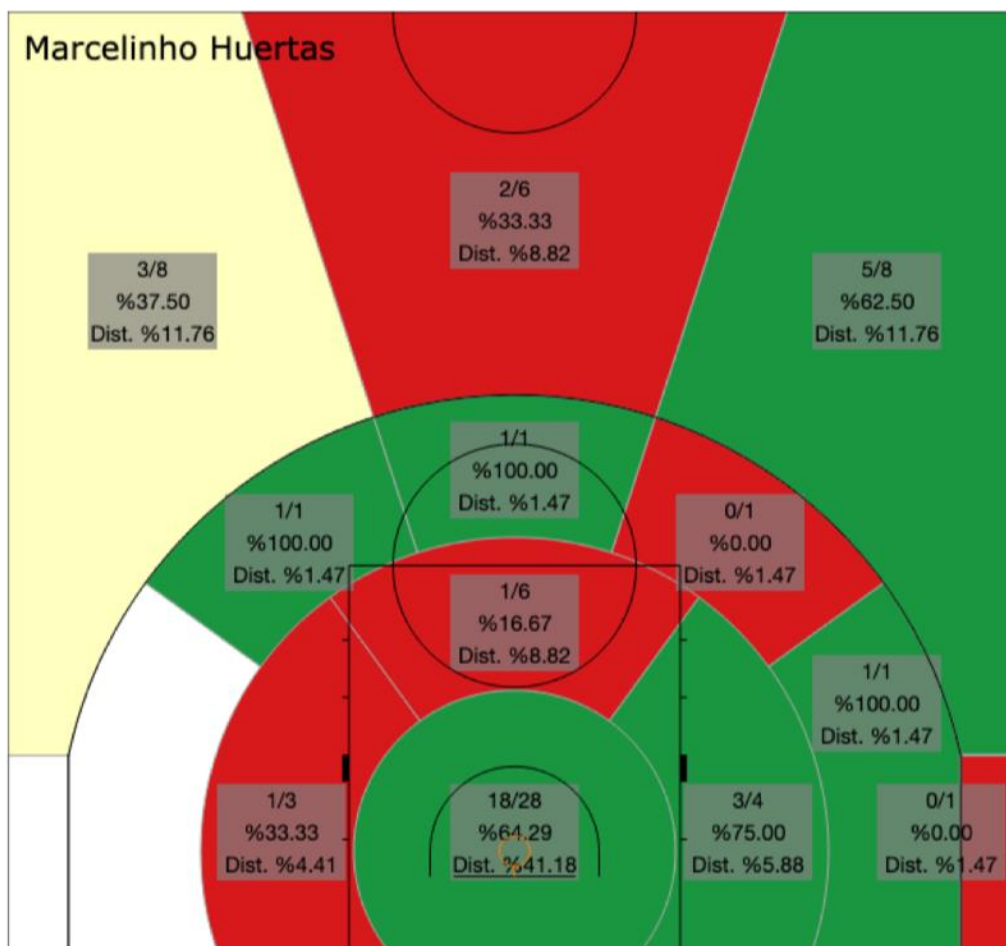 Marcelinho Huertas
2/6
%33.33
Dist. %8.82
3/8
%37.50
Dist. %11.76
5/8
%62.50
Dist. %11.76
1/1
%100.00
Dist. %1.47
1/1
%100.00
Dist. %1.47
0/1
%0.00
Dist. %1.47
1/6
%16.67
Dist. %8.82
1/1
%100.00
Dist. %1.47
1/3
%33.33
Dist. %4.41
18/28
%64.29
Dist. %41.18
3/4
%75.00
Dist. %5.88
0/1
%0.00
Dist. %1.47